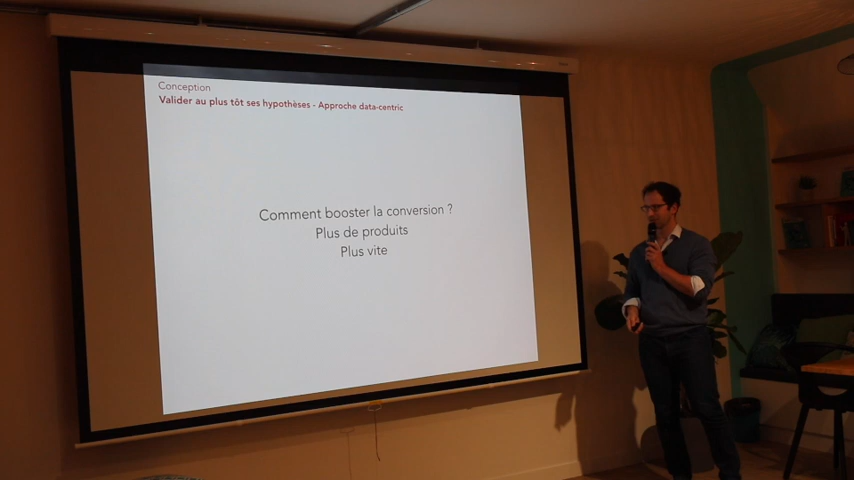 Conception
Valider au plus tôt ses hypothèses - Approche data-centric
Comment booster la conversion ?
Plus de produits
Plus vite